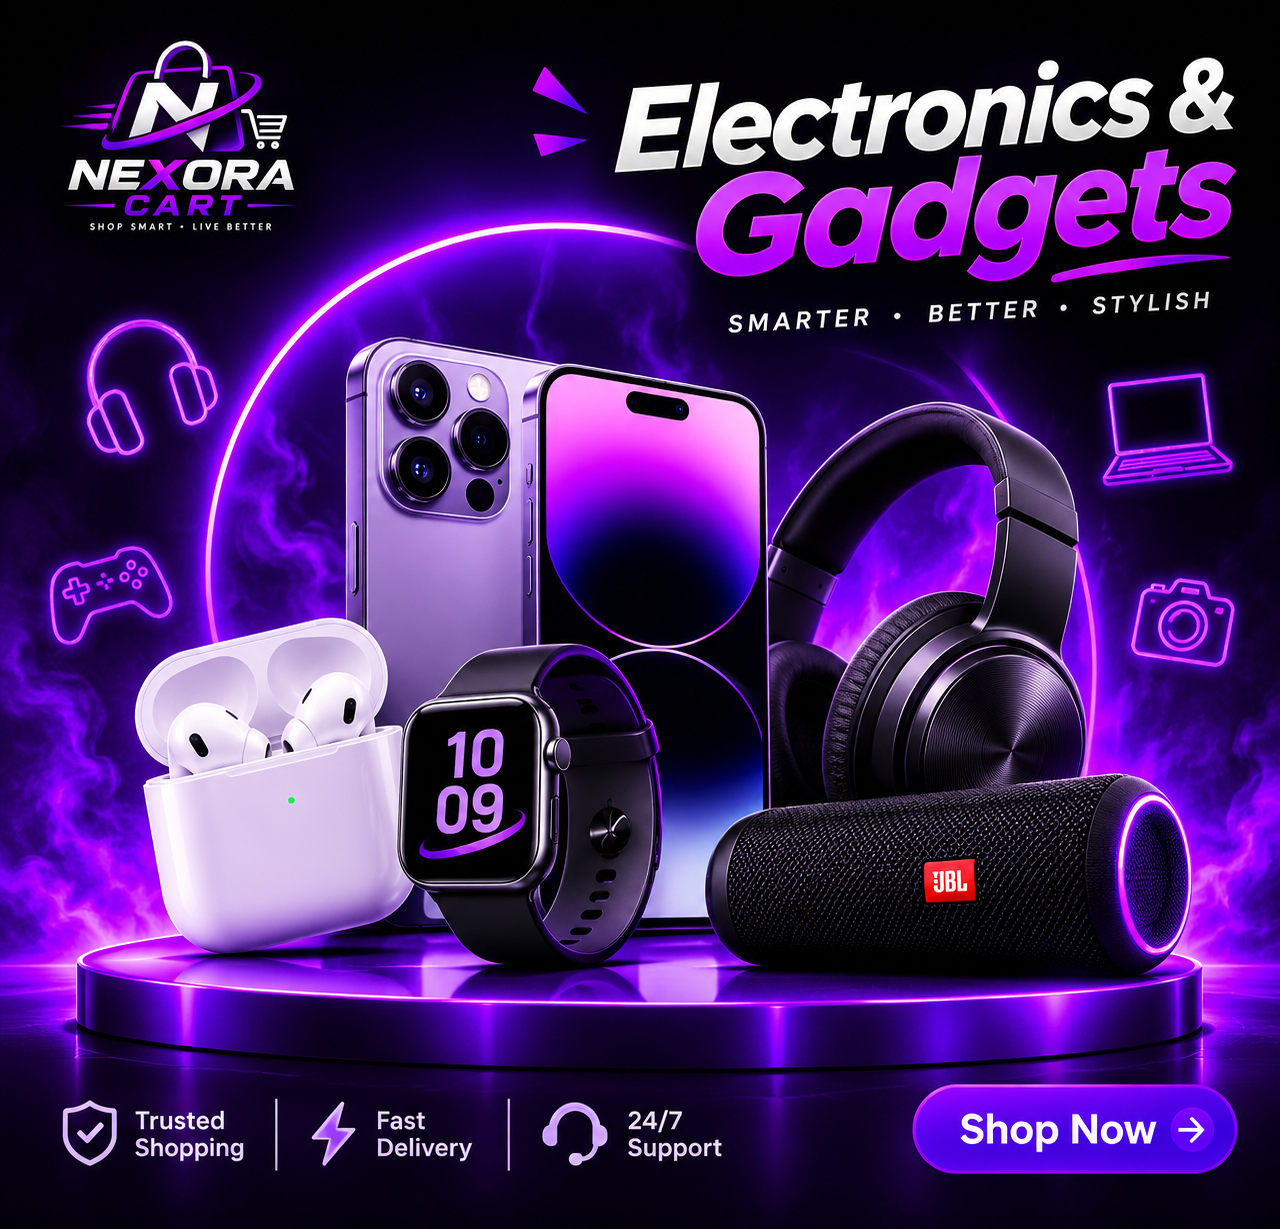 NEXORA
CART
SHOP SMART • LIVE BETTER
Electronics &
Gadgets
SMARTER • BETTER • STYLISH
10
09
JBL
Trusted
Shopping
Fast
Delivery
24/7
Support
Shop Now